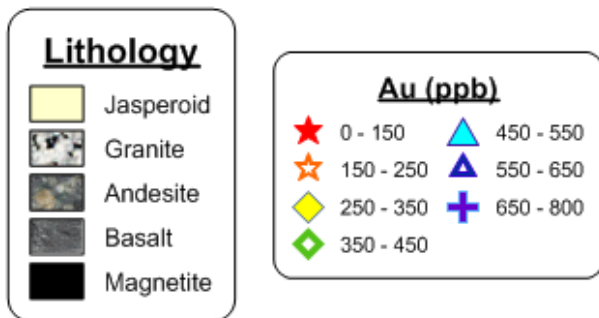 Lithology
Jasperoid
Granite
Andesite
Basalt
Magnetite
Au (ppb)
0 - 150
150 - 250
250 - 350
350 - 450
450 - 550
550 - 650
650 - 800